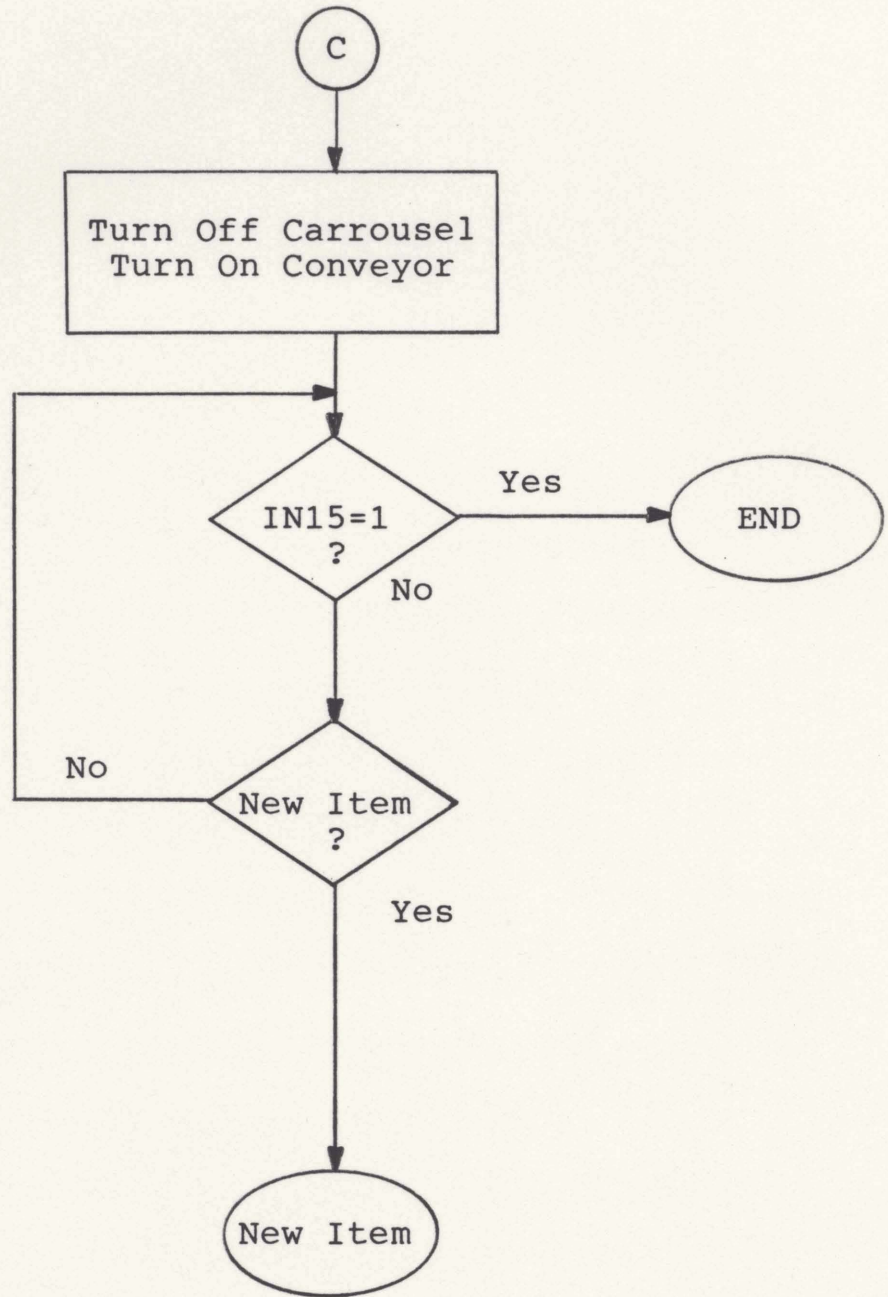 C
Turn Off Carrousel
Turn On Conveyor
IN15=1
?
Yes
END
No
New Item
?
No
Yes
New Item